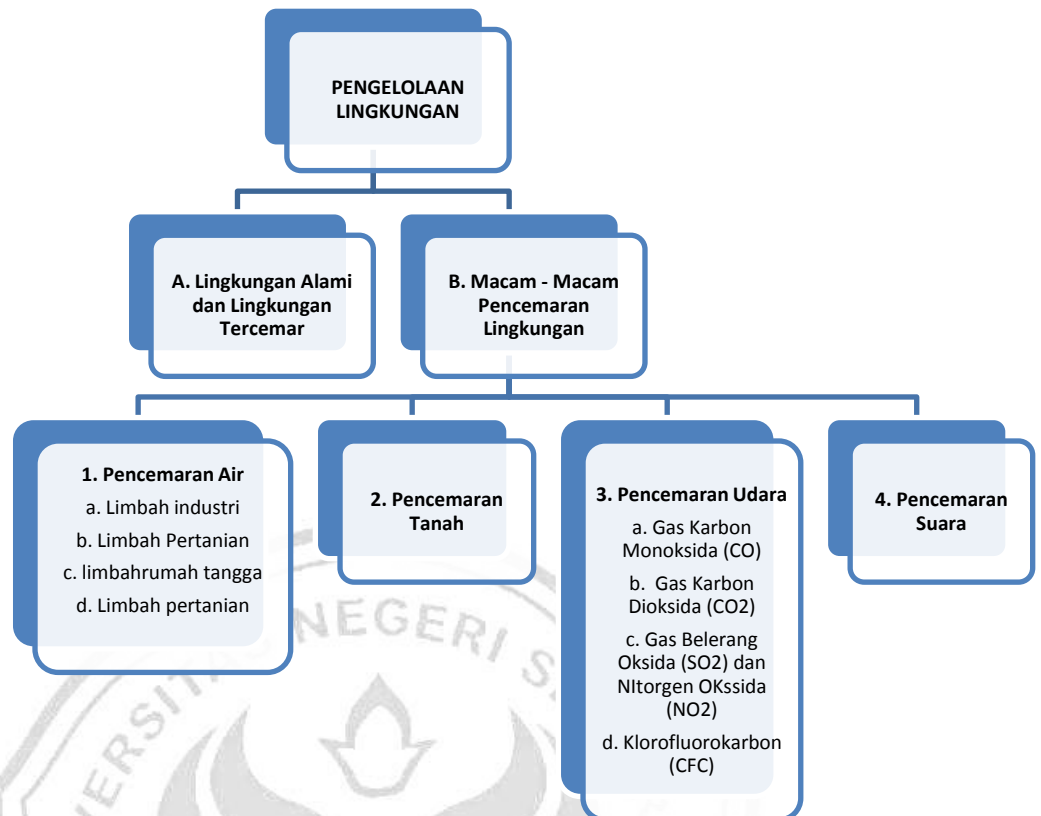 PENGELOLAAN
LINGKUNGAN
A. Lingkungan Alami
dan Lingkungan
Tercemar
B. Macam - Macam
Pencemaran
Lingkungan
1. Pencemaran Air
a. Limbah industri
b. Limbah Pertanian
c. limbahrumah tangga
d. Limbah pertanian
2. Pencemaran
Tanah
3. Pencemaran Udara
a. Gas Karbon
Monoksida (CO)
b. Gas Karbon
Dioksida (CO2)
c. Gas Belerang
Oksida (SO2) dan
NItorgen OKssida
(NO2)
d. Klorofluorokarbon
(CFC)
4. Pencemaran
Suara
NEGERI